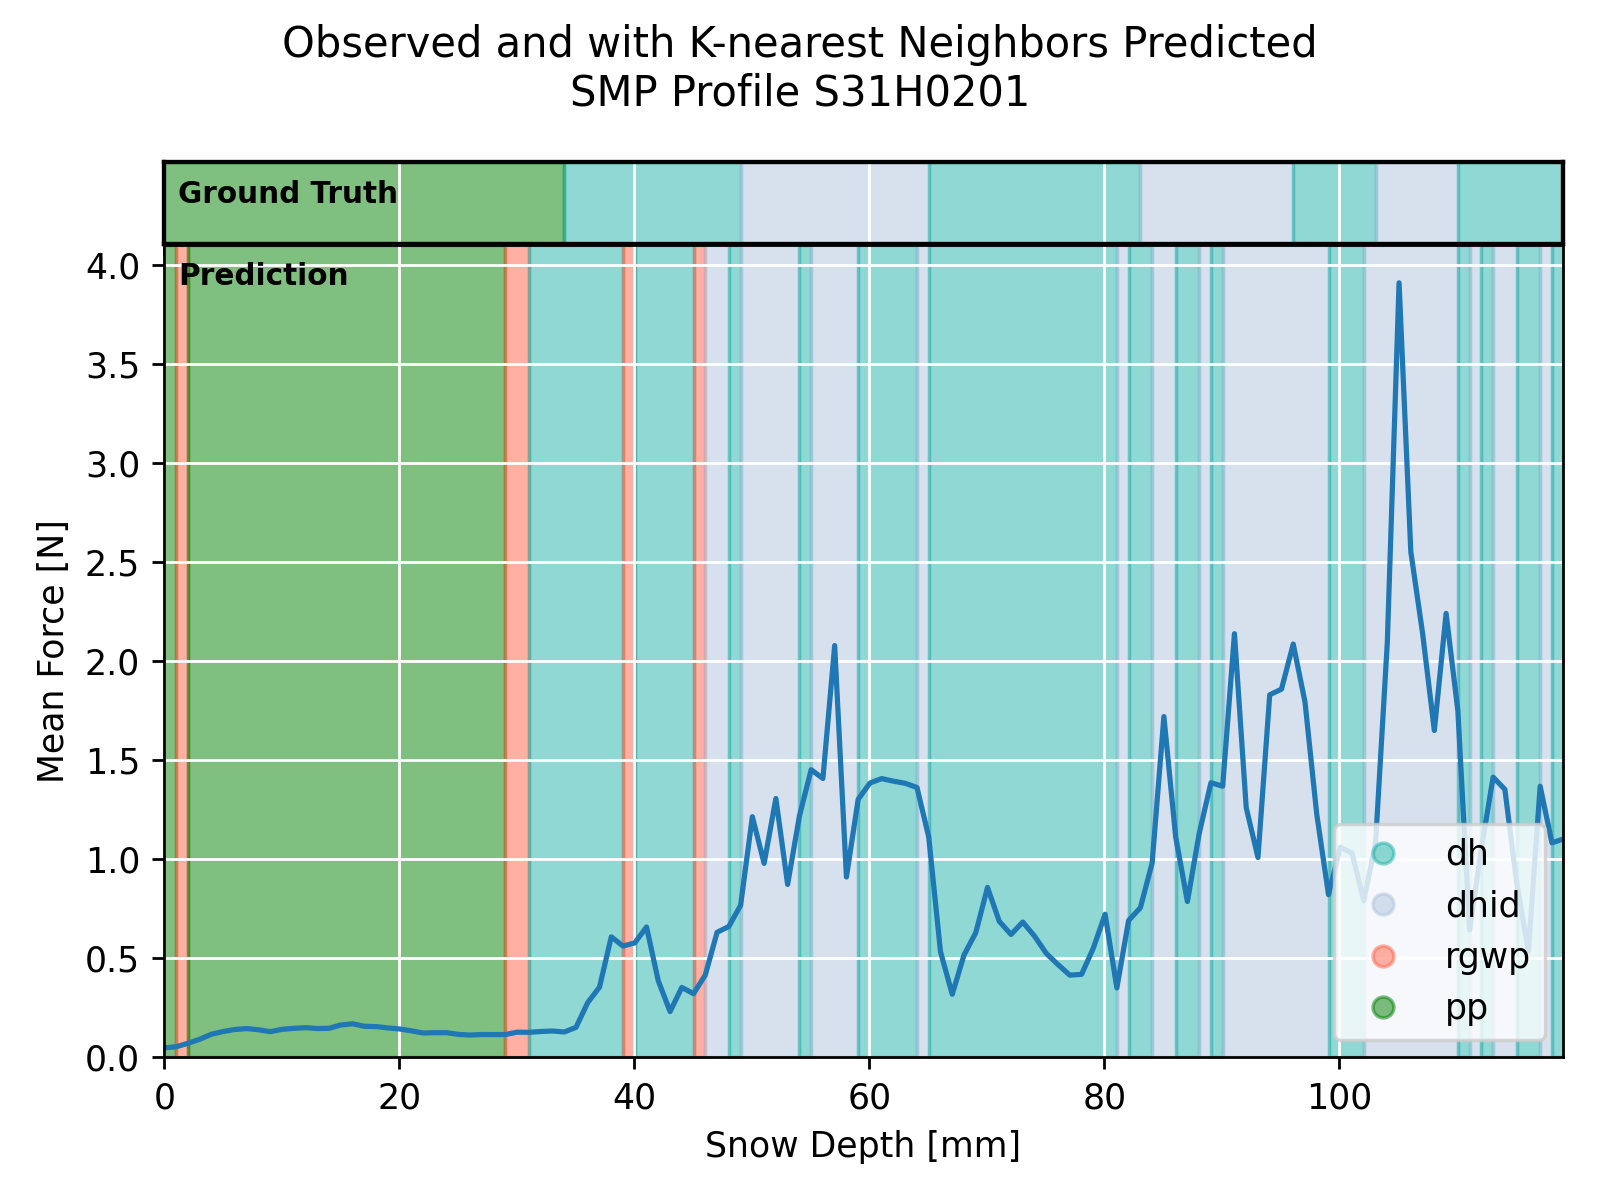 Observed and with K-nearest Neighbors Predicted
SMP Profile S31H0201
Ground Truth
Prediction
4.0
3.5
3.0
2.5
2.0
1.5
1.0
0.5
0.0
Mean Force [N]
dh
dhid
rgwp
pp
0 20 40 60 80 100
Snow Depth [mm]